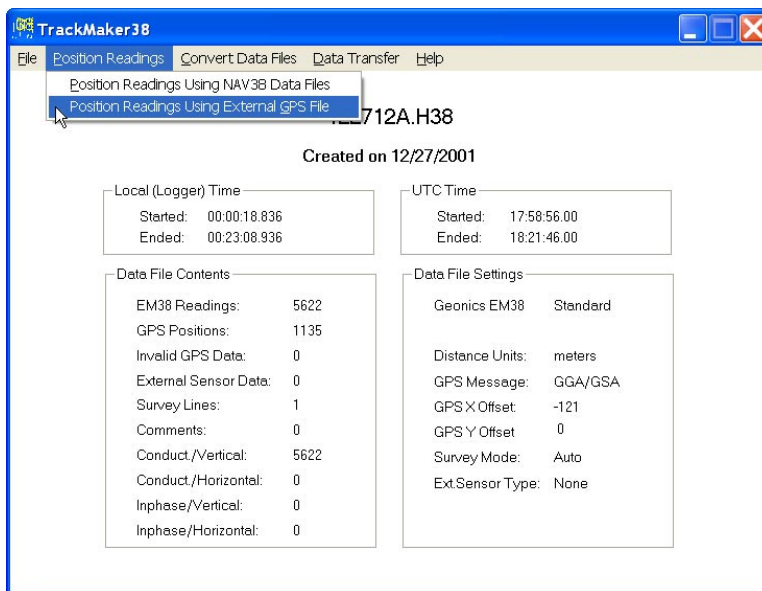 TrackMaker38
File Position Readings Convert Data Files Data Transfer Help
Position Readings Using NAV38 Data Files
Position Readings Using External GPS File
712A.H38
Created on 12/27/2001
Local (Logger) Time
Started: 00:00:18.836
Ended: 00:23:08.936
UTC Time
Started: 17:58:56.00
Ended: 18:21:46.00
Data File Contents
EM38 Readings: 5622
GPS Positions: 1135
Invalid GPS Data: 0
External Sensor Data: 0
Survey Lines: 1
Comments: 0
Conduct./Vertical: 5622
Conduct./Horizontal: 0
Inphase/Vertical: 0
Inphase/Horizontal: 0
Data File Settings
Geonics EM38 Standard
Distance Units: meters
GPS Message: GGA/GSA
GPS X Offset: -121
GPS Y Offset 0
Survey Mode: Auto
Ext.Sensor Type: None